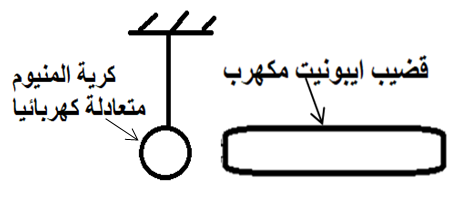 قضيب ايبونيت مكهرب
كرية المنيوم
متعادلة كهربائيا